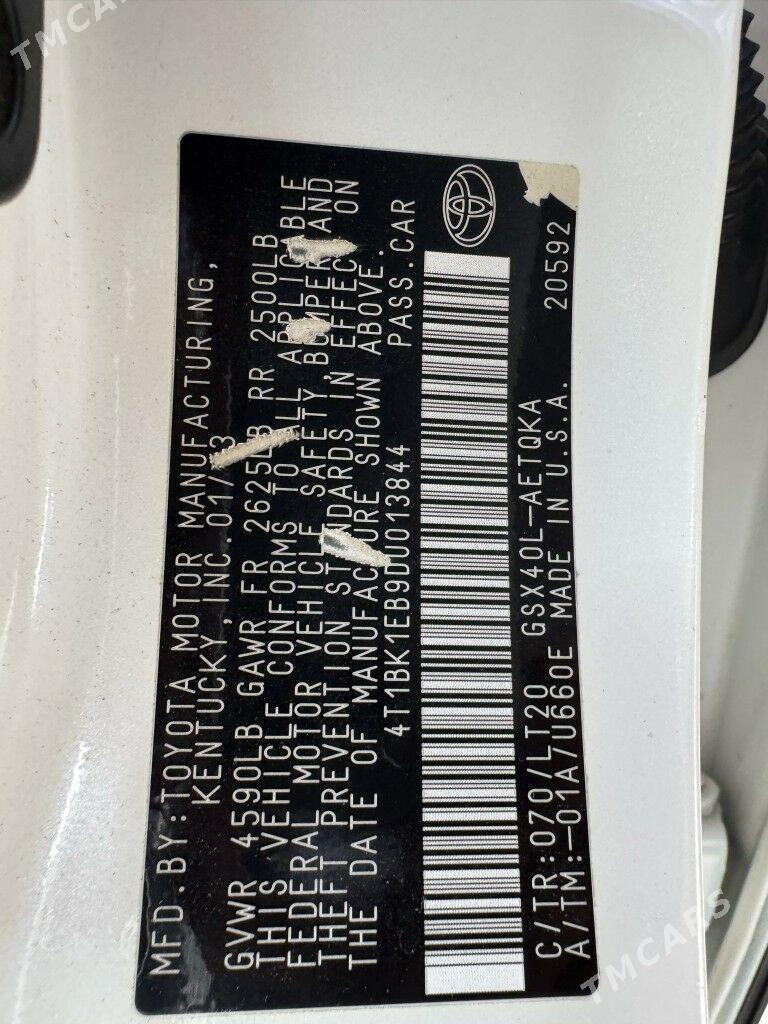 TMCARS
MFD.BY:TOYOTA MOTOR MANUFACTURING,
KENTUCKY,INC.01/ 3
GVWR 4590LB GAWR FR 2625LB RR 2500LB
THIS VEHICLE CONFORMS TO ALL APPLICABLE
FEDERAL MOTOR VEHICLE SAFETY, BUMPER AND
THEFT PREVENTION STANDARDS IN EFFECT ON
THE DATE OF MANUFACTURE SHOWN ABOVE.
4T1BK1EB9DU013844 PASS.CAR
C/TR:070/LT20 GSX40L-AETQKA 20592
A/TM:-01A/U660E MADE IN U.S.A.
TMCARS